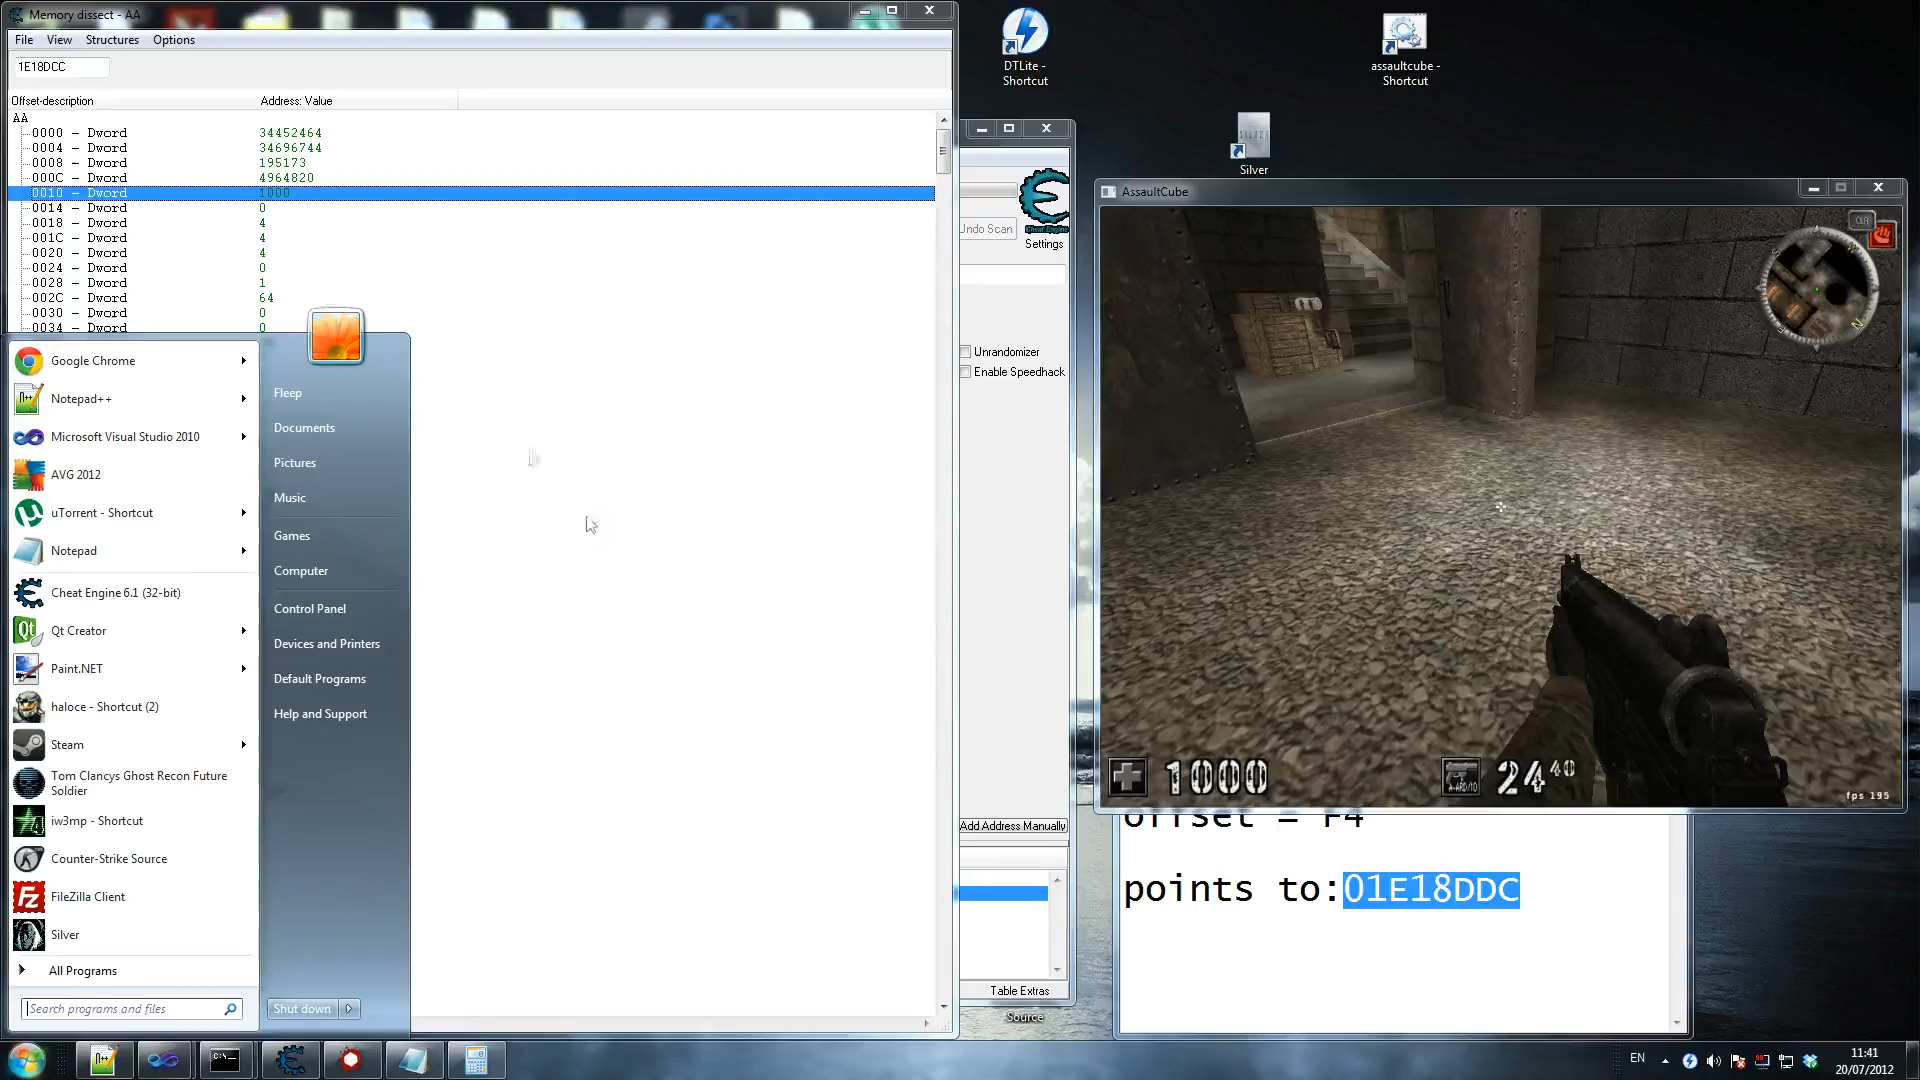 Memory dissect - AA
File View Structures Options
1E18DCC
Offset-description Address: Value
AA
0000 - Dword 34452464
0004 - Dword 34696744
0008 - Dword 195173
000C - Dword 4964820
0010 - Dword 1000
0014 - Dword 0
0018 - Dword 4
001C - Dword 4
0020 - Dword 4
0024 - Dword 0
0028 - Dword 1
002C - Dword 64
0030 - Dword 0
0034 - Dword 0
Google Chrome
Notepad++
Microsoft Visual Studio 2010
AVG 2012
uTorrent - Shortcut
Notepad
Cheat Engine 6.1 (32-bit)
Qt Creator
Paint.NET
haloce - Shortcut (2)
Steam
Tom Clancys Ghost Recon Future
Soldier
iw3mp - Shortcut
Counter-Strike Source
FileZilla Client
Silver
All Programs
Search programs and files
Fleep
Documents
Pictures
Music
Games
Computer
Control Panel
Devices and Printers
Default Programs
Help and Support
Shut down
DTLite -
Shortcut
assaultcube -
Shortcut
Silver
Undo Scan
Cheat Engine
Settings
Unrandomizer
Enable Speedhack
Add Address Manually
Table Extras
Source
AssaultCube
N
1000
A-ARD/10
24 40
fps 195
offset = F4
points to:01E18DDC
EN
11:41
20/07/2012